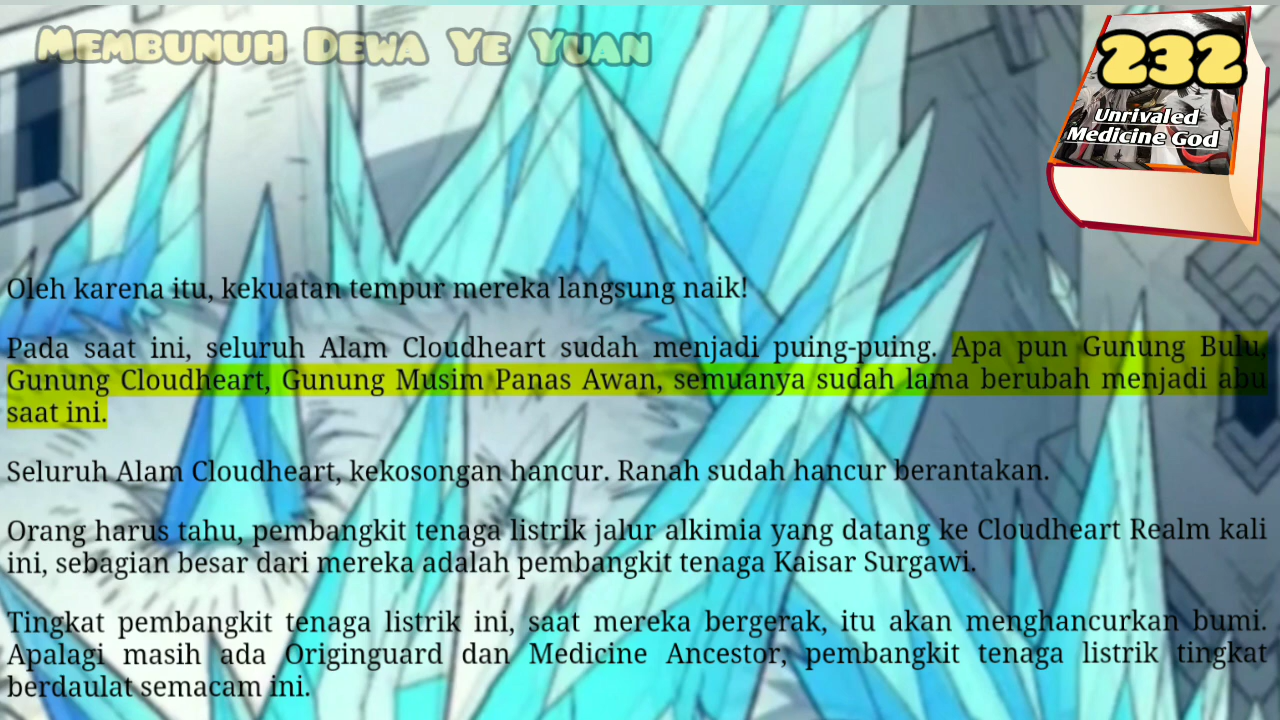 Membunuh Dewa Ye Yuan
232
Unrivaled
Medicine God
Oleh karena itu, kekuatan tempur mereka langsung naik!
Pada saat ini, seluruh Alam Cloudheart sudah menjadi puing-puing. Apa pun Gunung Bulu,
Gunung Cloudheart, Gunung Musim Panas Awan, semuanya sudah lama berubah menjadi abu
saat ini.
Seluruh Alam Cloudheart, kekosongan hancur. Ranah sudah hancur berantakan.
Orang harus tahu, pembangkit tenaga listrik jalur alkimia yang datang ke Cloudheart Realm kali
ini, sebagian besar dari mereka adalah pembangkit tenaga Kaisar Surgawi.
Tingkat pembangkit tenaga listrik ini, saat mereka bergerak, itu akan menghancurkan bumi.
Apalagi masih ada Originguard dan Medicine Ancestor, pembangkit tenaga listrik tingkat
berdaulat semacam ini.